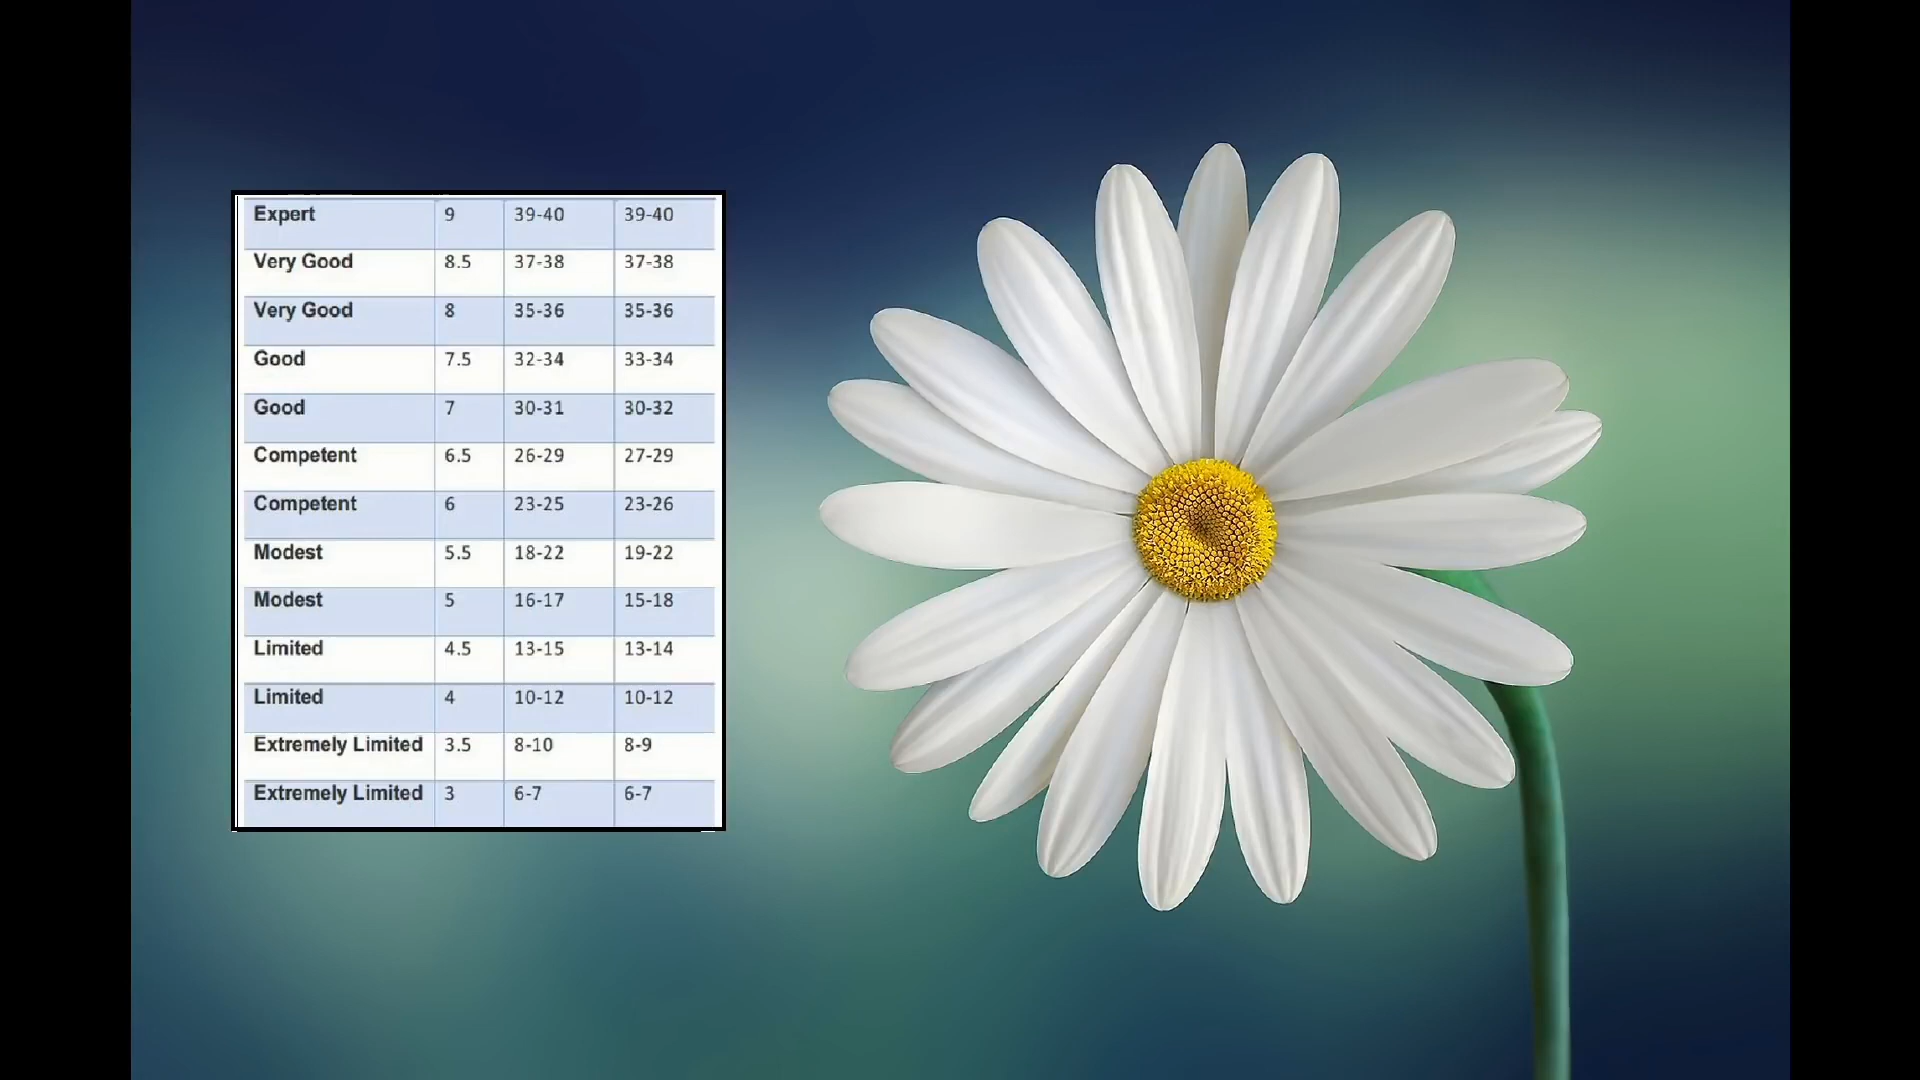 Expert 9 39-40 39-40
Very Good 8.5 37-38 37-38
Very Good 8 35-36 35-36
Good 7.5 32-34 33-34
Good 7 30-31 30-32
Competent 6.5 26-29 27-29
Competent 6 23-25 23-26
Modest 5.5 18-22 19-22
Modest 5 16-17 15-18
Limited 4.5 13-15 13-14
Limited 4 10-12 10-12
Extremely Limited 3.5 8-10 8-9
Extremely Limited 3 6-7 6-7